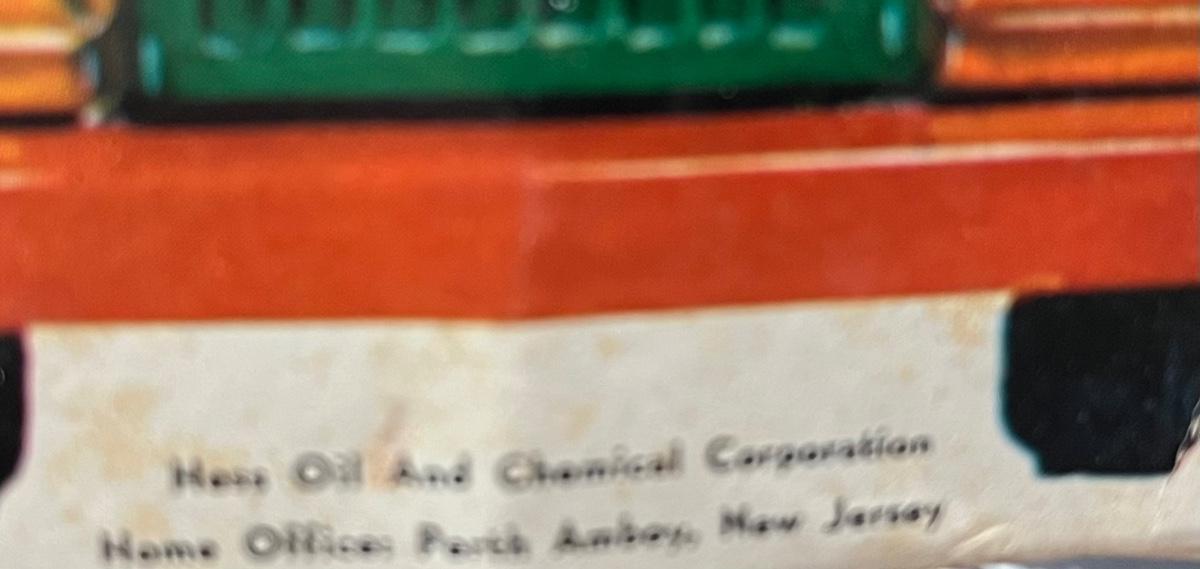 Hess Oil And Chemical Corporation
Home Office: Perth Amboy, New Jersey